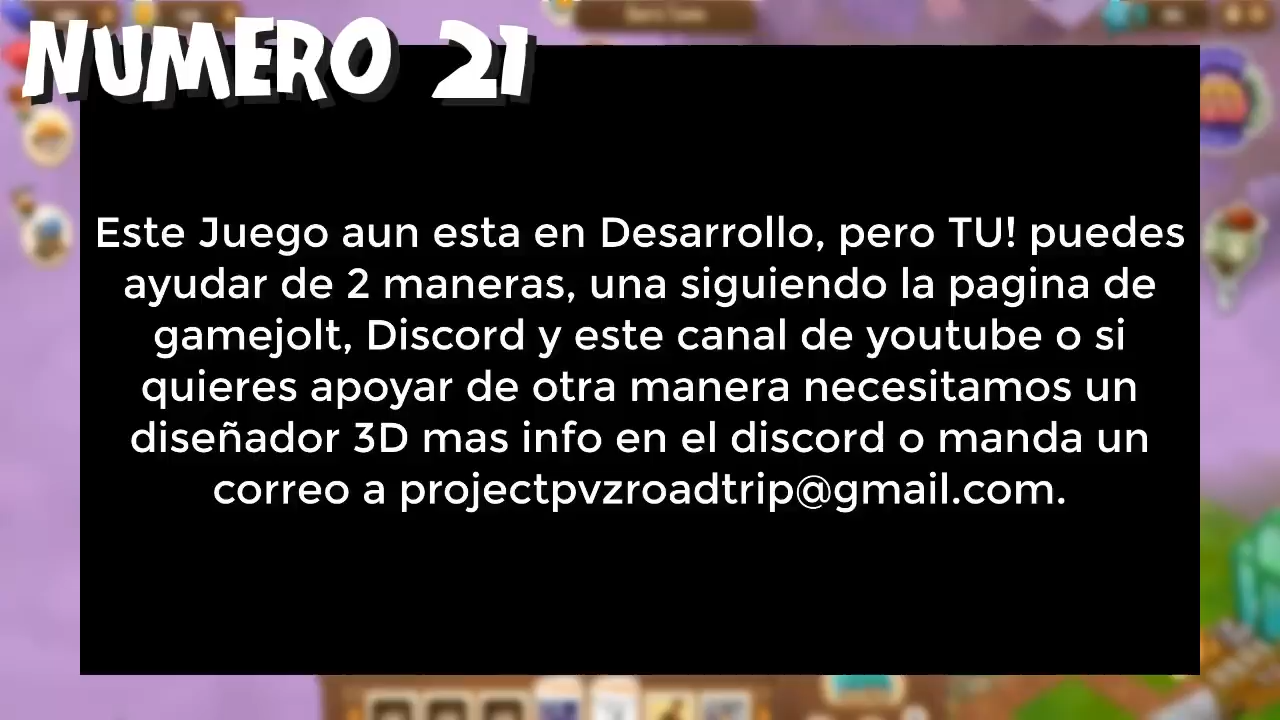 NUMERO 21
Este Juego aun esta en Desarrollo, pero TU! puedes
ayudar de 2 maneras, una siguiendo la pagina de
gamejolt, Discord y este canal de youtube o si
quieres apoyar de otra manera necesitamos un
diseñador 3D mas info en el discord o manda un
correo a projectpvzroadtrip@gmail.com.